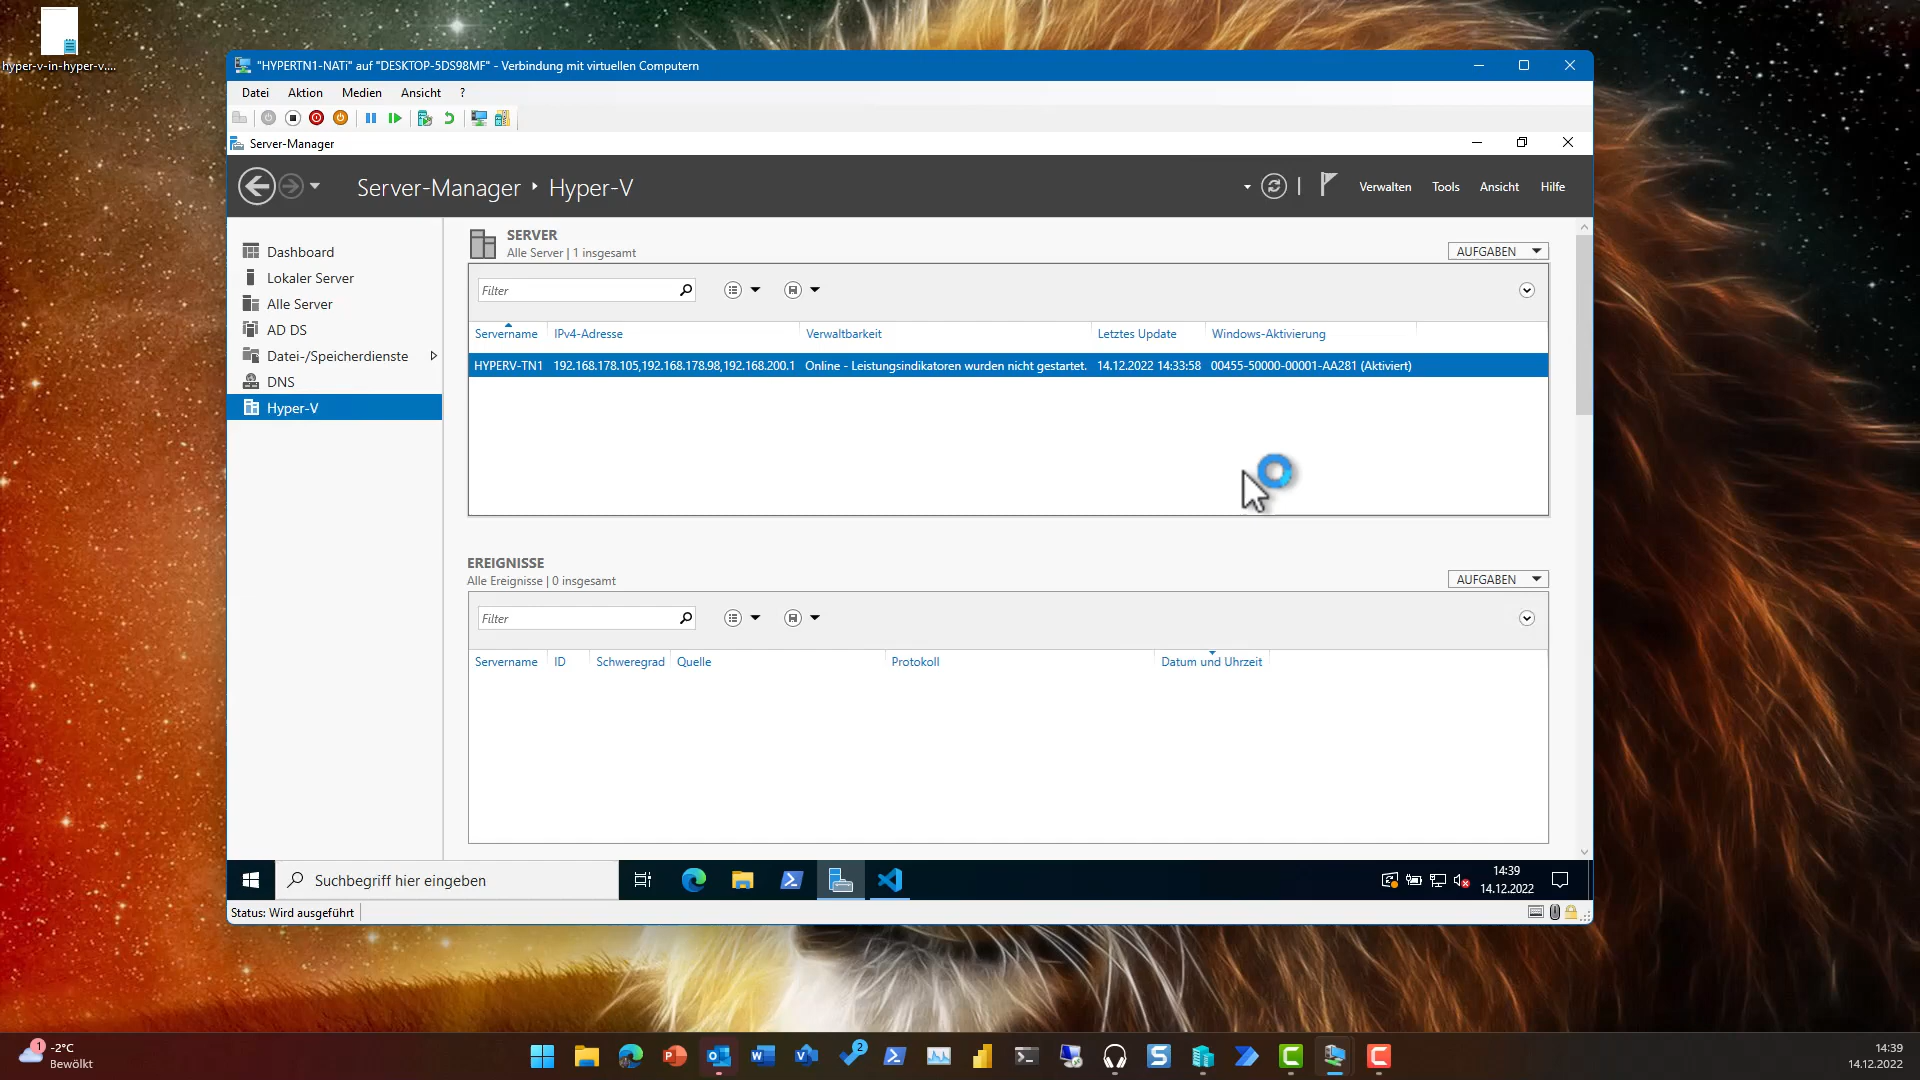 hyper-v-in-hyper-v....
"HYPERTN1-NATi" auf "DESKTOP-5DS98MF" - Verbindung mit virtuellen Computern
Datei Aktion Medien Ansicht ?
Server-Manager
Server-Manager ‣ Hyper-V
Verwalten Tools Ansicht Hilfe
Dashboard
Lokaler Server
Alle Server
AD DS
Datei-/Speicherdienste
DNS
Hyper-V
SERVER
Alle Server | 1 insgesamt
AUFGABEN
Filter
Servername IPv4-Adresse Verwaltbarkeit Letztes Update Windows-Aktivierung
HYPERV-TN1 192.168.178.105,192.168.178.98,192.168.200.1 Online - Leistungsindikatoren wurden nicht gestartet. 14.12.2022 14:33:58 00455-50000-00001-AA281 (Aktiviert)
EREIGNISSE
Alle Ereignisse | 0 insgesamt
AUFGABEN
Filter
Servername ID Schweregrad Quelle Protokoll Datum und Uhrzeit
Suchbegriff hier eingeben
14:39
14.12.2022
Status: Wird ausgeführt
1
-2°C
Bewölkt
2
14:39
14.12.2022